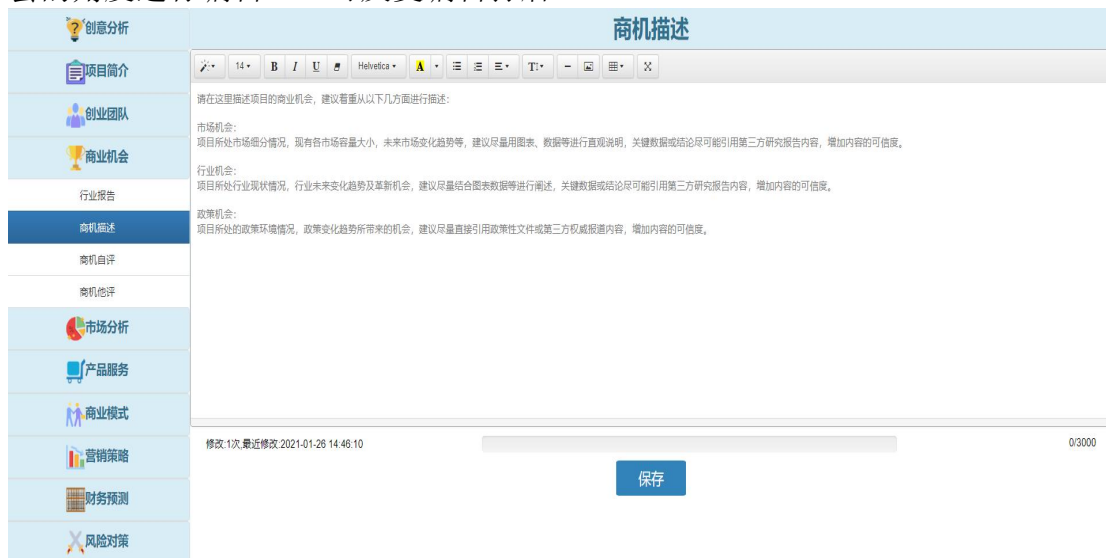 创意分析
项目简介
创业团队
商业机会
行业报告
商机描述
商机自评
商机他评
市场分析
产品服务
商业模式
营销策略
财务预测
风险对策
商机描述
14 B I U Helvetica A T
请在这里描述项目的商业机会，建议着重从以下几方面进行描述：
市场机会：
项目所处市场细分情况，现有各市场容量大小，未来市场变化趋势等，建议尽量用图表、数据等进行直观说明，关键数据或结论尽可能引用第三方研究报告内容，增加内容的可信度。
行业机会：
项目所处行业现状情况，行业未来变化趋势及革新机会，建议尽量结合图表数据等进行阐述，关键数据或结论尽可能引用第三方研究报告内容，增加内容的可信度。
政策机会：
项目所处的政策环境情况，政策变化趋势所带来的机会，建议尽量直接引用政策性文件或第三方权威报道内容，增加内容的可信度。
修改:1次,最近修改:2021-01-26 14:46:10
0/3000
保存